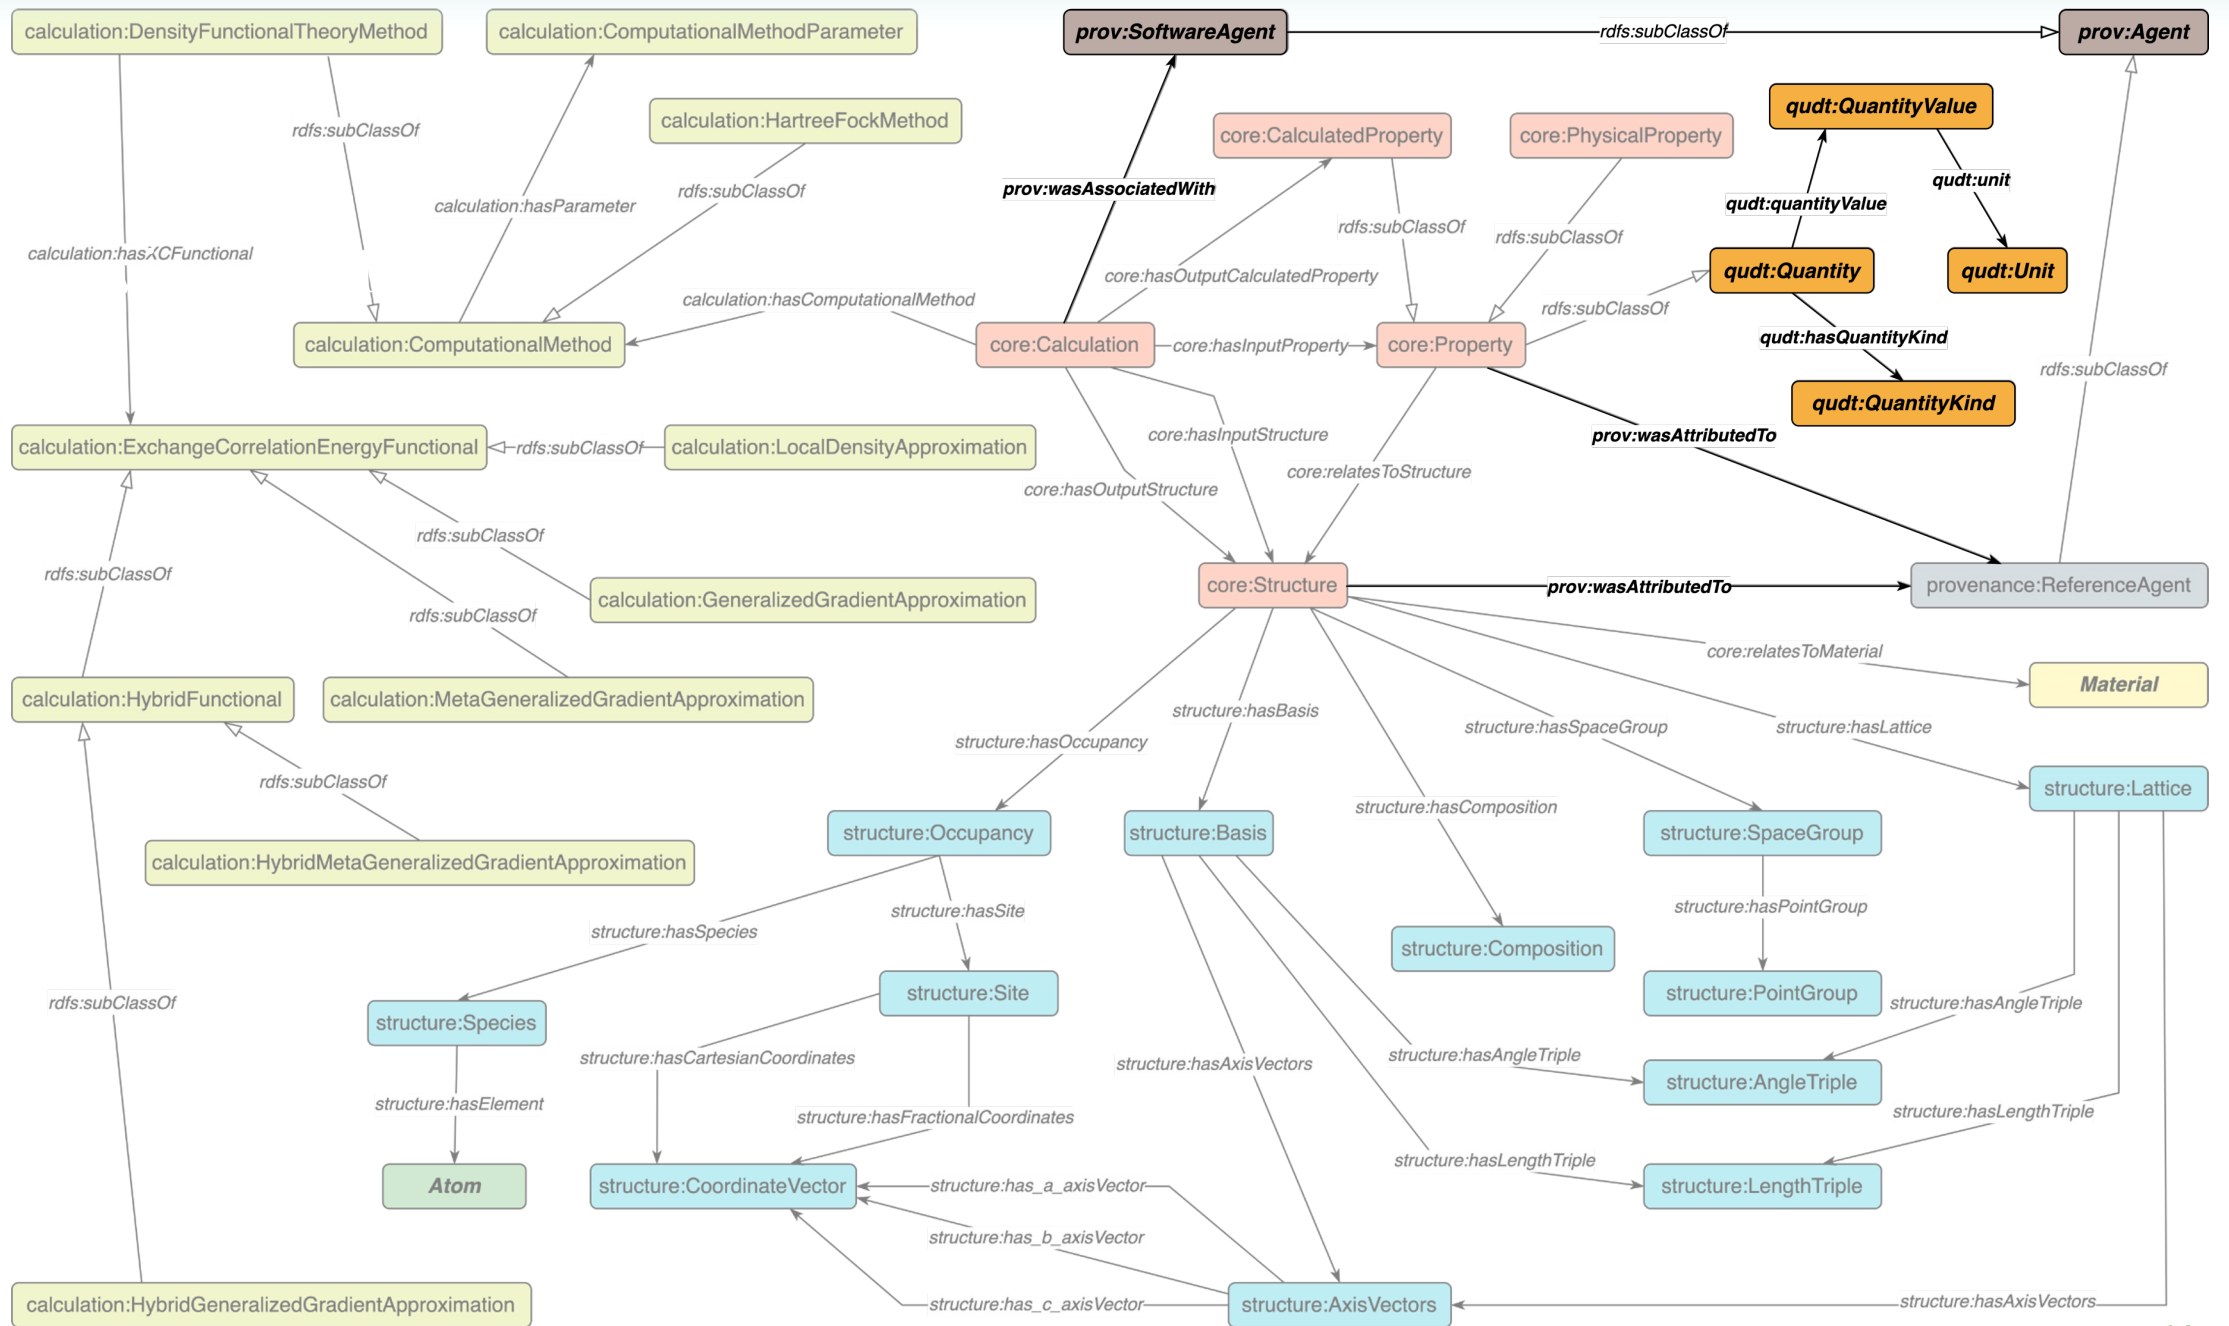 calculation:DensityFunctionalTheoryMethod
calculation:ComputationalMethodParameter
prov:SoftwareAgent
rdfs:subClassOf
prov:Agent
qudt:QuantityValue
calculation:HartreeFockMethod
rdfs:subClassOf
core:CalculatedProperty
core:PhysicalProperty
qudt:unit
prov:wasAssociatedWith
rdfs:subClassOf
calculation:hasParameter
qudt:quantityValue
rdfs:subClassOf
rdfs:subClassOf
calculation:hasXCFunctional
core:hasOutputCalculatedProperty
qudt:Quantity
qudt:Unit
calculation:hasComputationalMethod
rdfs:subClassOf
qudt:hasQuantityKind
calculation:ComputationalMethod
core:Calculation
core:hasInputProperty
core:Property
rdfs:subClassOf
qudt:QuantityKind
core:hasInputStructure
prov:wasAttributedTo
calculation:ExchangeCorrelationEnergyFunctional
rdfs:subClassOf
calculation:LocalDensityApproximation
core:relatesToStructure
core:hasOutputStructure
rdfs:subClassOf
rdfs:subClassOf
core:Structure
prov:wasAttributedTo
provenance:ReferenceAgent
calculation:GeneralizedGradientApproximation
rdfs:subClassOf
core:relatesToMaterial
Material
calculation:HybridFunctional
calculation:MetaGeneralizedGradientApproximation
structure:hasBasis
structure:hasSpaceGroup
structure:hasLattice
structure:hasOccupancy
rdfs:subClassOf
structure:Lattice
structure:hasComposition
structure:Occupancy
structure:Basis
structure:SpaceGroup
calculation:HybridMetaGeneralizedGradientApproximation
structure:hasSite
structure:hasPointGroup
structure:hasSpecies
structure:Composition
structure:Site
structure:PointGroup
rdfs:subClassOf
structure:hasAngleTriple
structure:Species
structure:hasCartesianCoordinates
structure:hasAxisVectors
structure:hasAngleTriple
structure:AngleTriple
structure:hasElement
structure:hasFractionalCoordinates
structure:hasLengthTriple
structure:hasLengthTriple
Atom
structure:CoordinateVector
structure:has_a_axisVector
structure:LengthTriple
structure:has_b_axisVector
calculation:HybridGeneralizedGradientApproximation
structure:has_c_axisVector
structure:AxisVectors
structure:hasAxisVectors